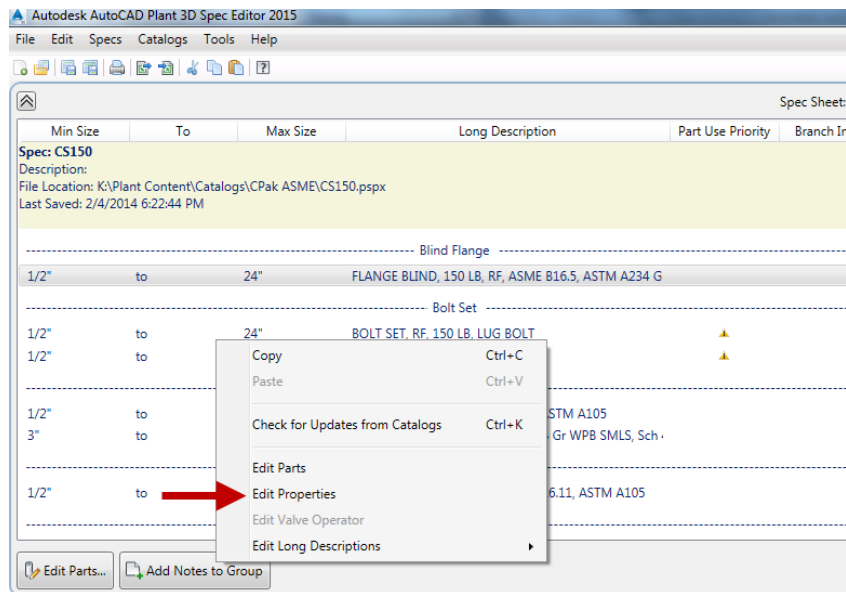 Autodesk AutoCAD Plant 3D Spec Editor 2015
File Edit Specs Catalogs Tools Help
Spec Sheet:
Min Size To Max Size Long Description Part Use Priority Branch In
Spec: CS150
Description:
File Location: K:\Plant Content\Catalogs\CPak ASME\CS150.pspx
Last Saved: 2/4/2014 6:22:44 PM
Blind Flange
1/2" to 24" FLANGE BLIND, 150 LB, RF, ASME B16.5, ASTM A234 G
Bolt Set
1/2" to 24" BOLT SET, RF, 150 LB, LUG BOLT
1/2" to
Copy Ctrl+C
Paste Ctrl+V
1/2" to STM A105
Check for Updates from Catalogs Ctrl+K
3" to Gr WPB SMLS, Sch
Edit Parts
1/2" to Edit Properties 6.11, ASTM A105
Edit Valve Operator
Edit Long Descriptions
Edit Parts... Add Notes to Group